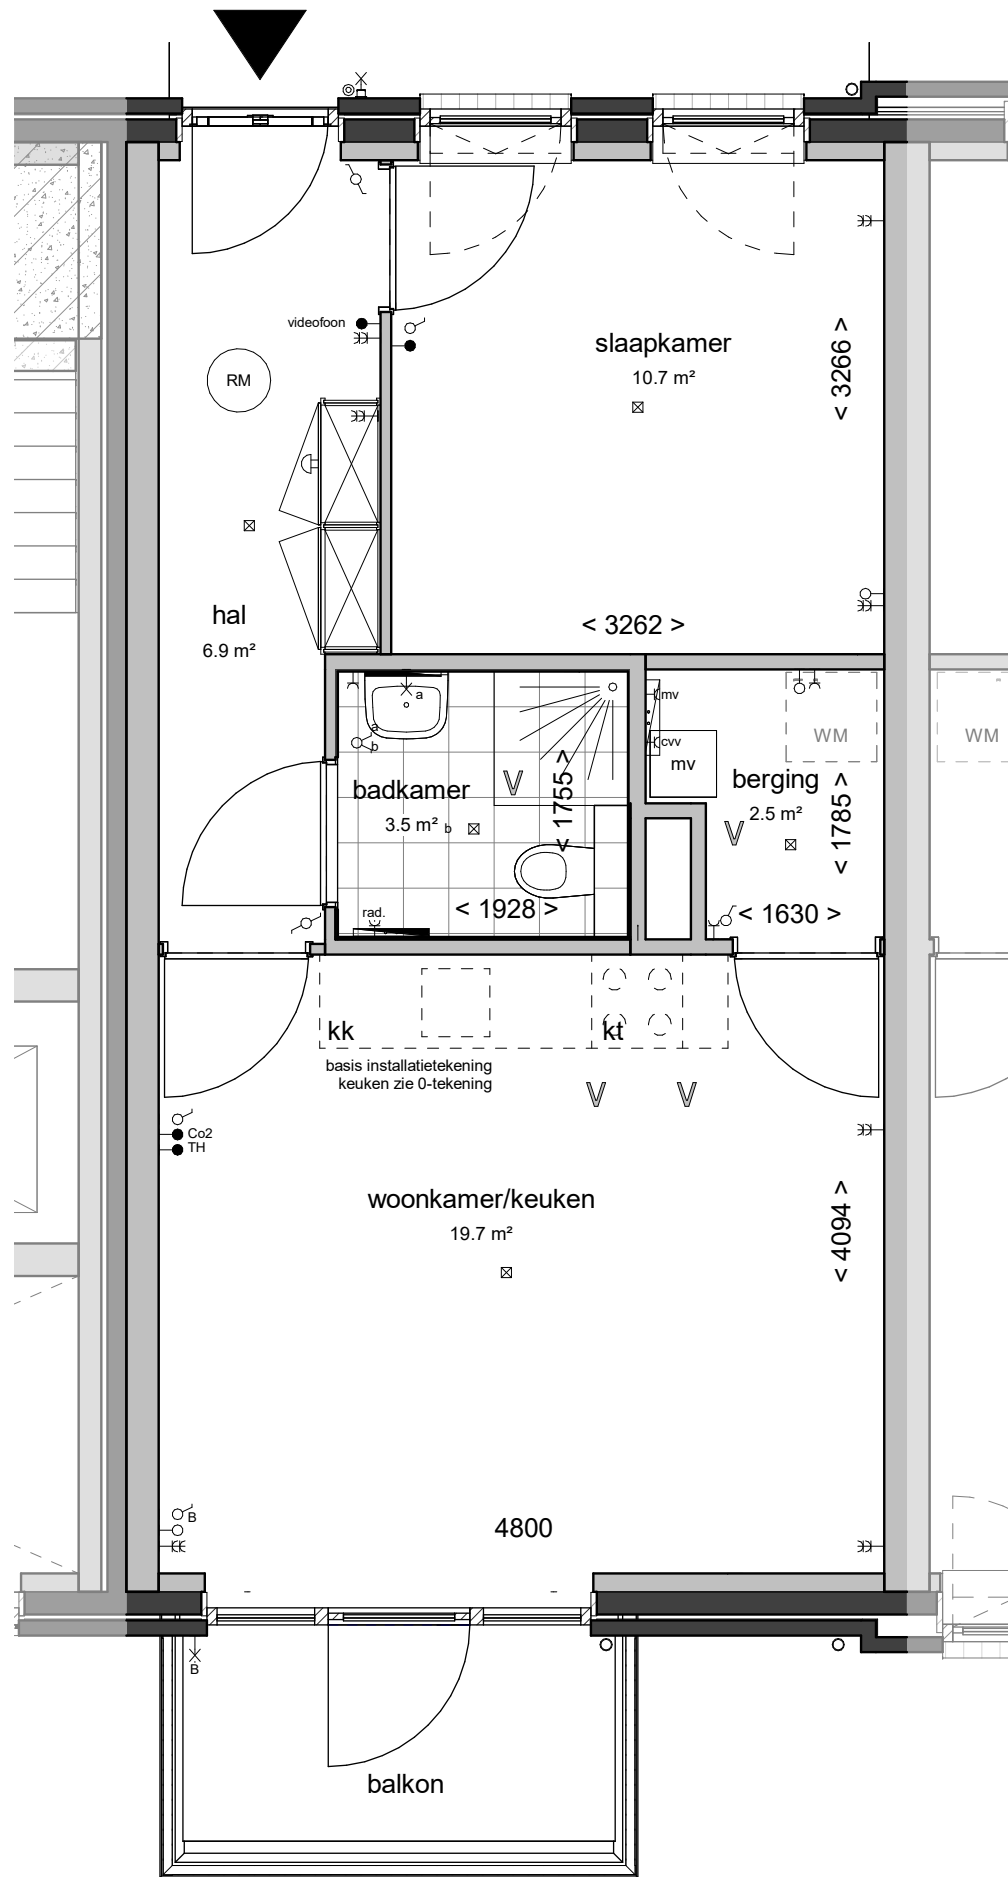 videofoon
slaapkamer
10.7 m²
< 3266 >
RM
hal
6.9 m²
< 3262 >
a
mv
a
b
cvv
mv
WM
WM
badkamer
3.5 m²
b
< 1755 >
berging
2.5 m²
< 1785 >
rad.
< 1928 >
< 1630 >
kk
kt
basis installatietekening
keuken zie 0-tekening
Co2
TH
woonkamer/keuken
19.7 m²
< 4094 >
B
4800
B
balkon